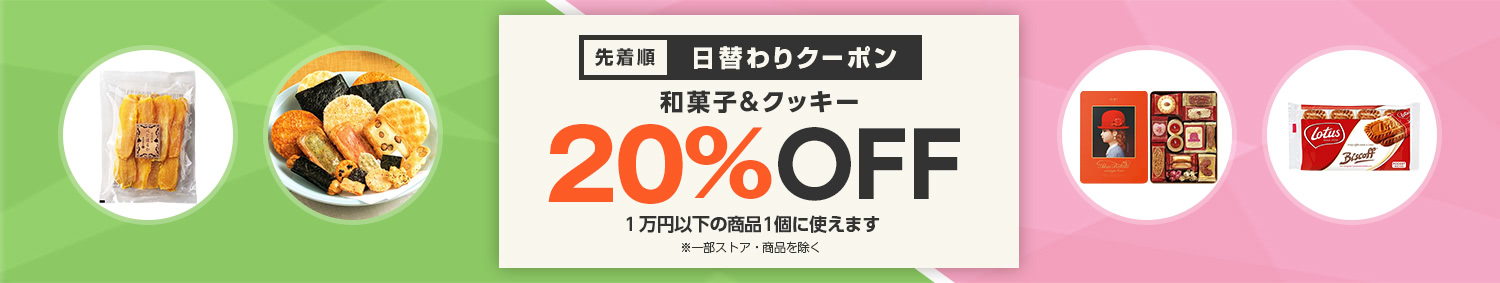 先着順 日替わりクーポン
和菓子&クッキー
20%OFF
1万円以下の商品1個に使えます
※一部ストア・商品を除く
Lotus
Biscoff